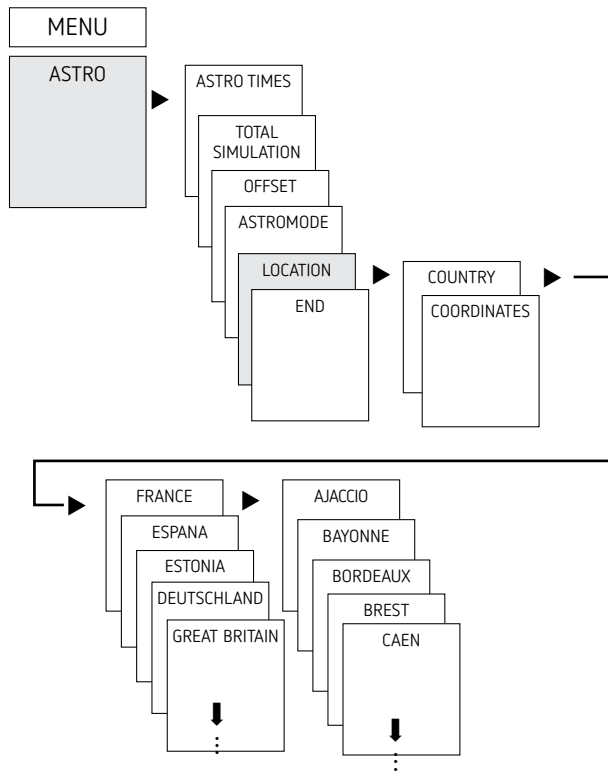 MENU
ASTRO
ASTRO TIMES
TOTAL
SIMULATION
OFFSET
ASTROMODE
LOCATION
END
COUNTRY
COORDINATES
FRANCE
ESPANA
ESTONIA
DEUTSCHLAND
GREAT BRITAIN
AJACCIO
BAYONNE
BORDEAUX
BREST
CAEN